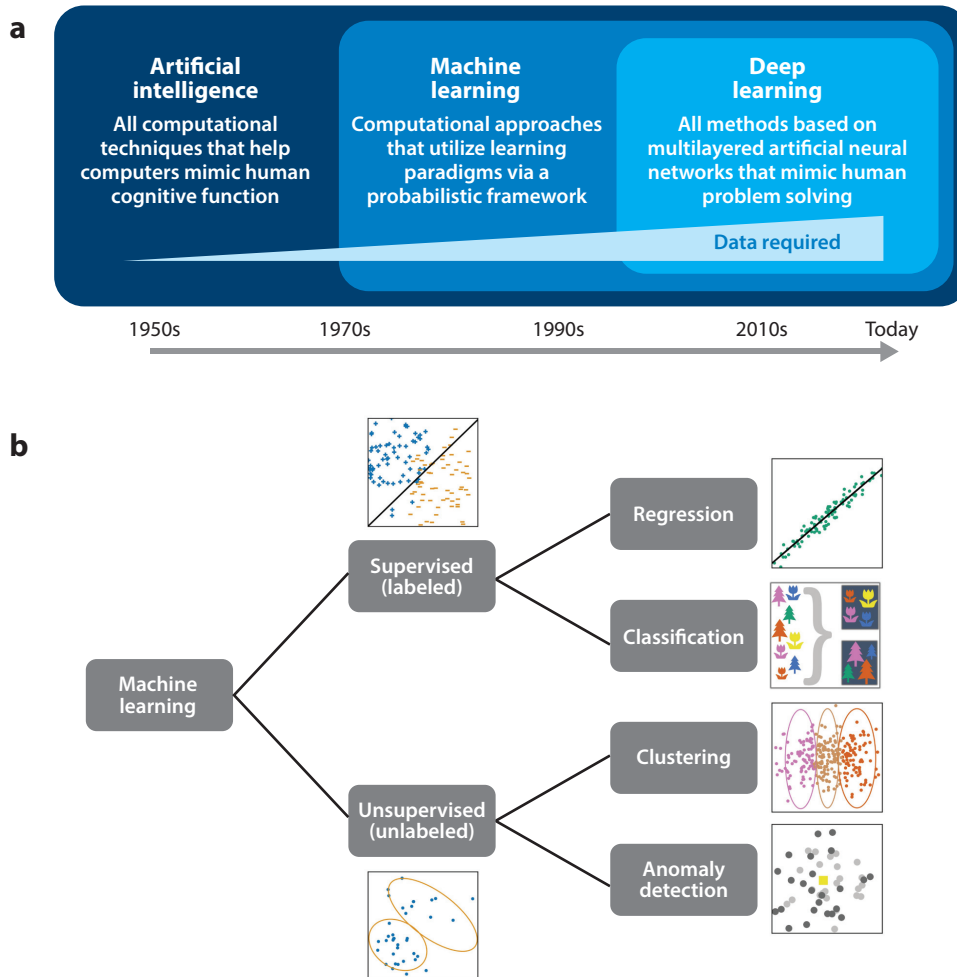 a
Artificial
intelligence
All computational
techniques that help
computers mimic human
cognitive function
Machine
learning
Computational approaches
that utilize learning
paradigms via a
probabilistic framework
Deep
learning
All methods based on
multilayered artificial neural
networks that mimic human
problem solving
Data required
1950s
1970s
1990s
2010s
Today
b
Machine
learning
Supervised
(labeled)
Unsupervised
(unlabeled)
Regression
Classification
Clustering
Anomaly
detection